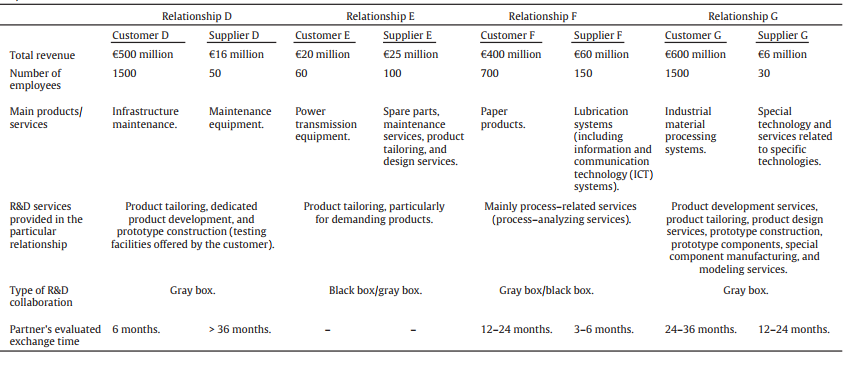 Relationship D Relationship E Relationship F Relationship G
Customer D Supplier D Customer E Supplier E Customer F Supplier F Customer G Supplier G
Total revenue €500 million €16 million €20 million €25 million €400 million €60 million €600 million €6 million
Number of 1500 50 60 100 700 150 1500 30
employees
Main products/ Infrastructure Maintenance Power Spare parts, Paper Lubrication Industrial Special
services maintenance. equipment. transmission maintenance products. systems material technology and
equipment. services, product (including processing services related
tailoring, and information and systems. to specific
design services. communication technologies.
technology (ICT)
systems).
R&D services Product tailoring, dedicated Product tailoring, particularly Mainly process–related services Product development services,
provided in the product development, and for demanding products. (process–analyzing services). product tailoring, product design
particular prototype construction (testing services, prototype construction,
relationship facilities offered by the customer). prototype components, special
component manufacturing, and
modeling services.
Type of R&D Gray box. Black box/gray box. Gray box/black box. Gray box.
collaboration
Partner's evaluated 6 months. > 36 months. – – 12–24 months. 3–6 months. 24–36 months. 12–24 months.
exchange time